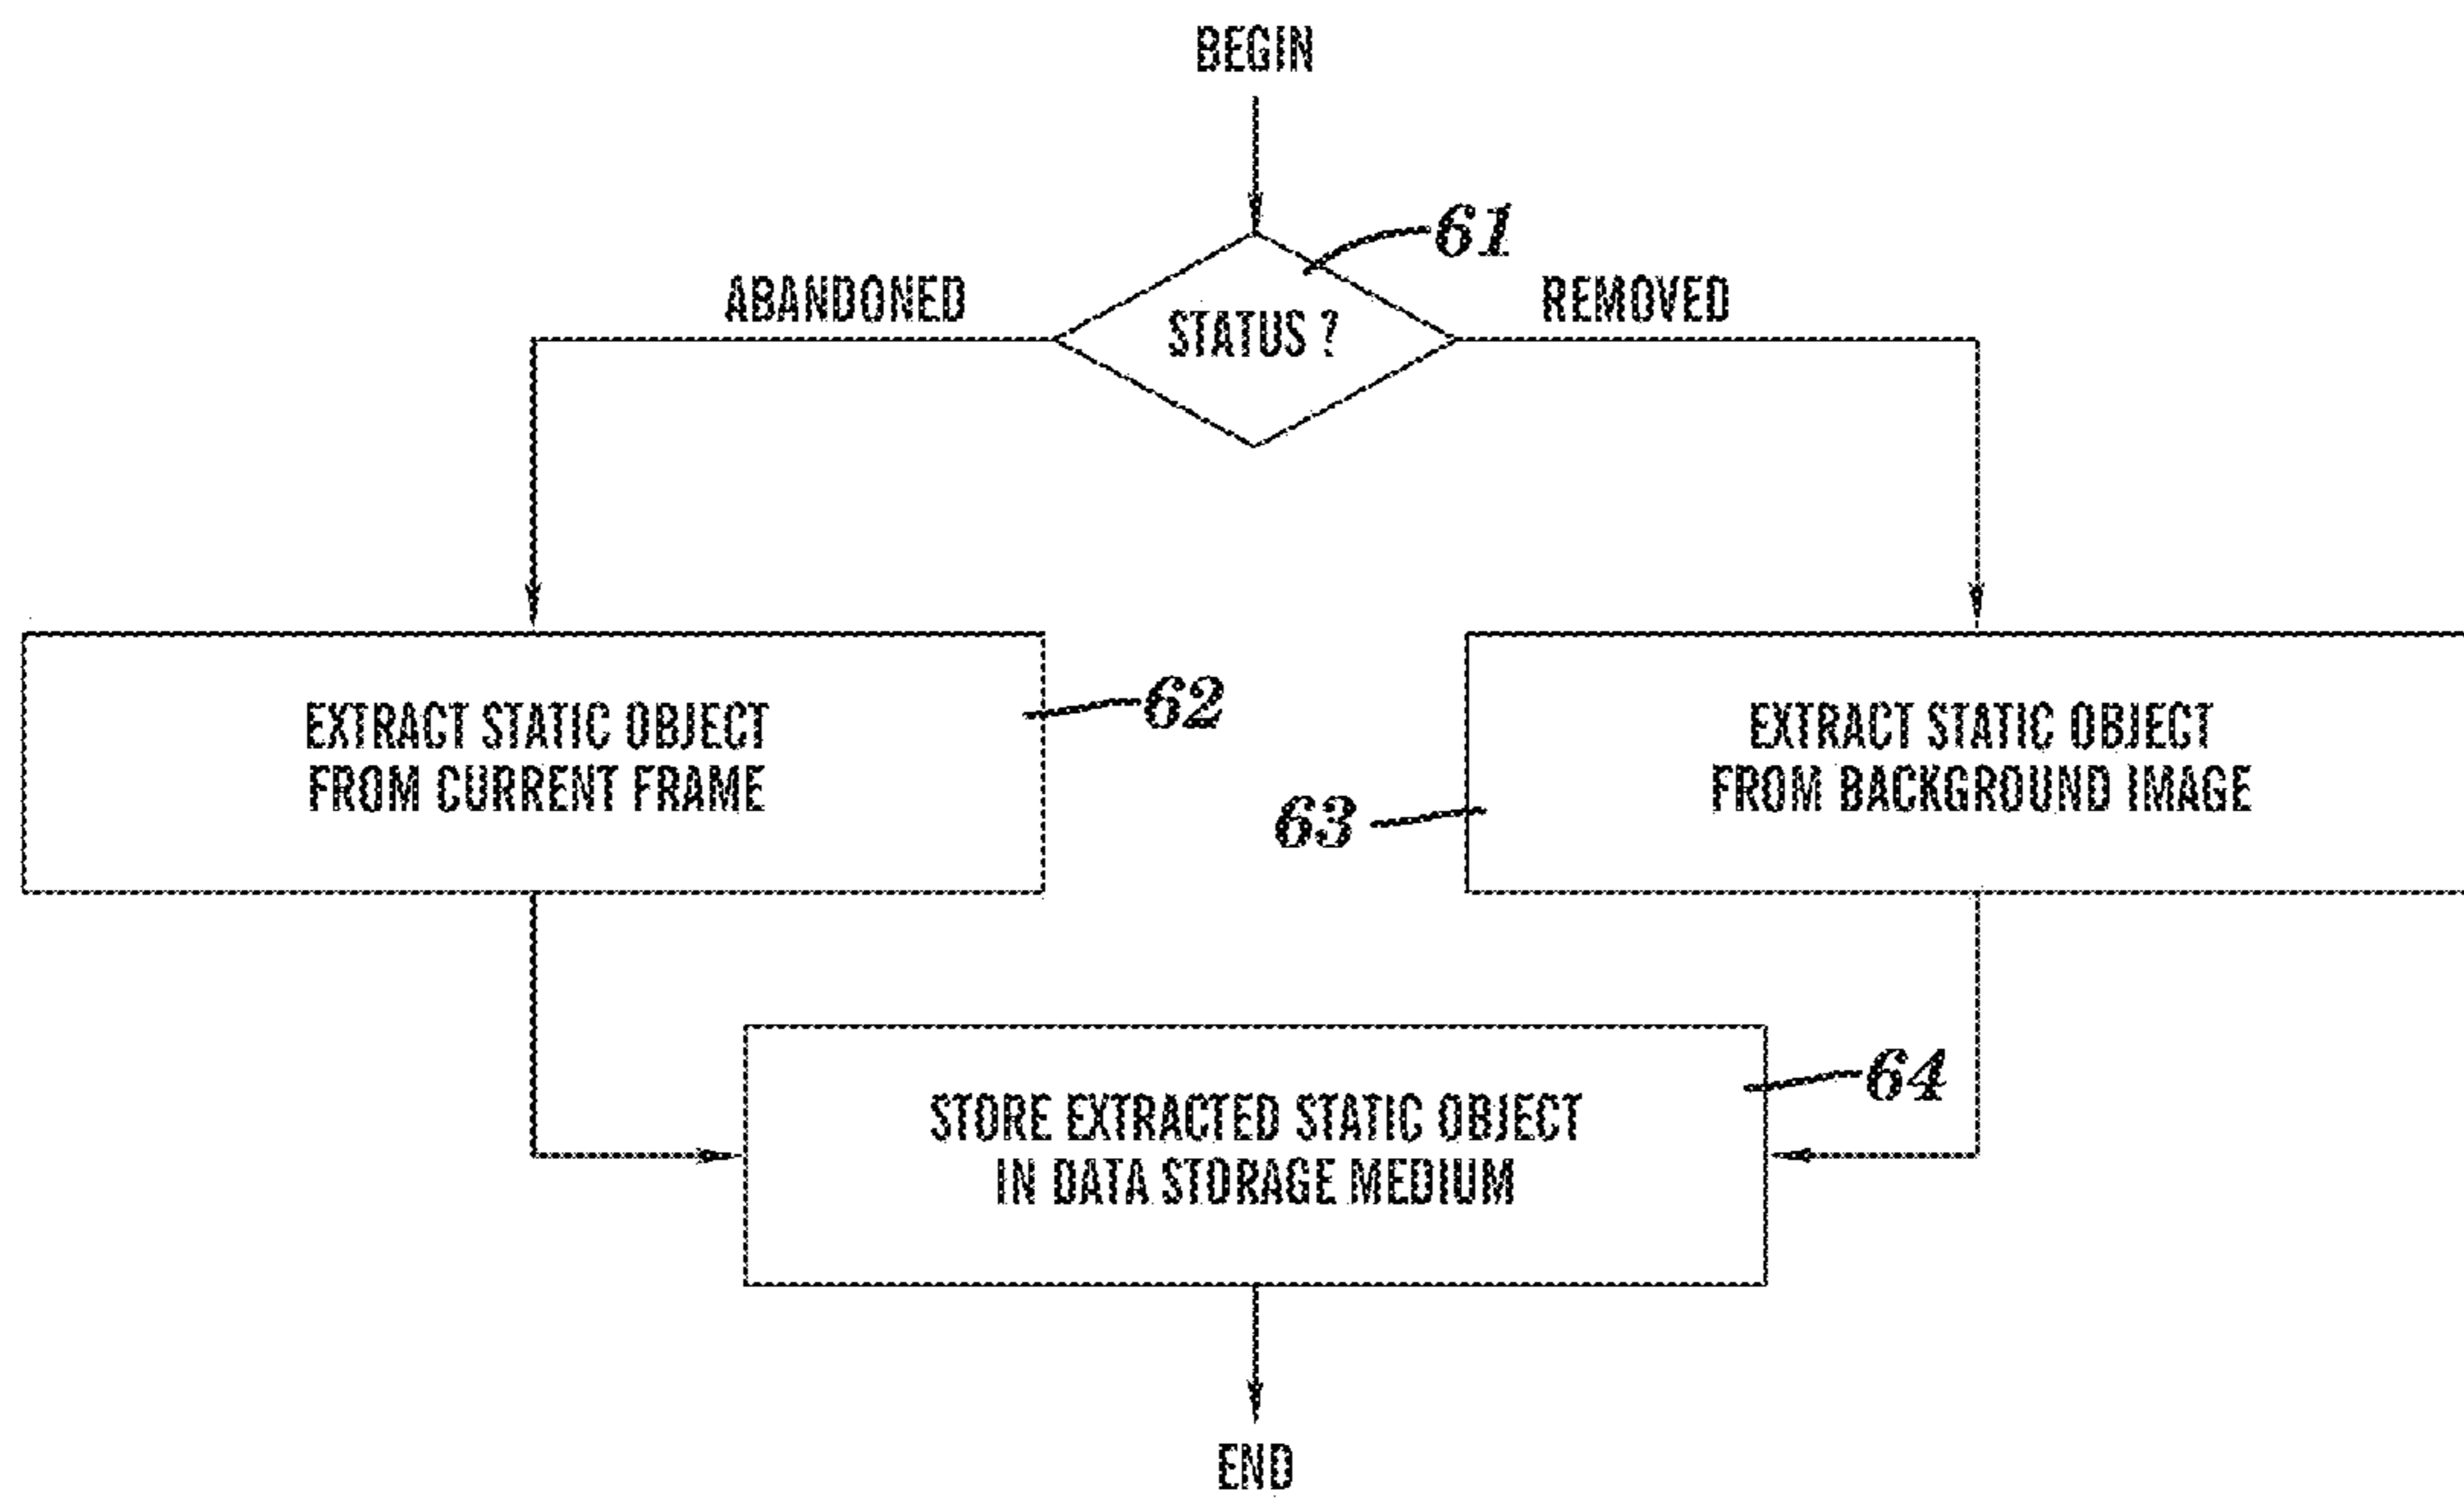 BEGIN
61
ABANDONED
STATUS ?
REMOVED
62
EXTRACT STATIC OBJECT
FROM CURRENT FRAME
63
EXTRACT STATIC OBJECT
FROM BACKGROUND IMAGE
64
STORE EXTRACTED STATIC OBJECT
IN DATA STORAGE MEDIUM
END